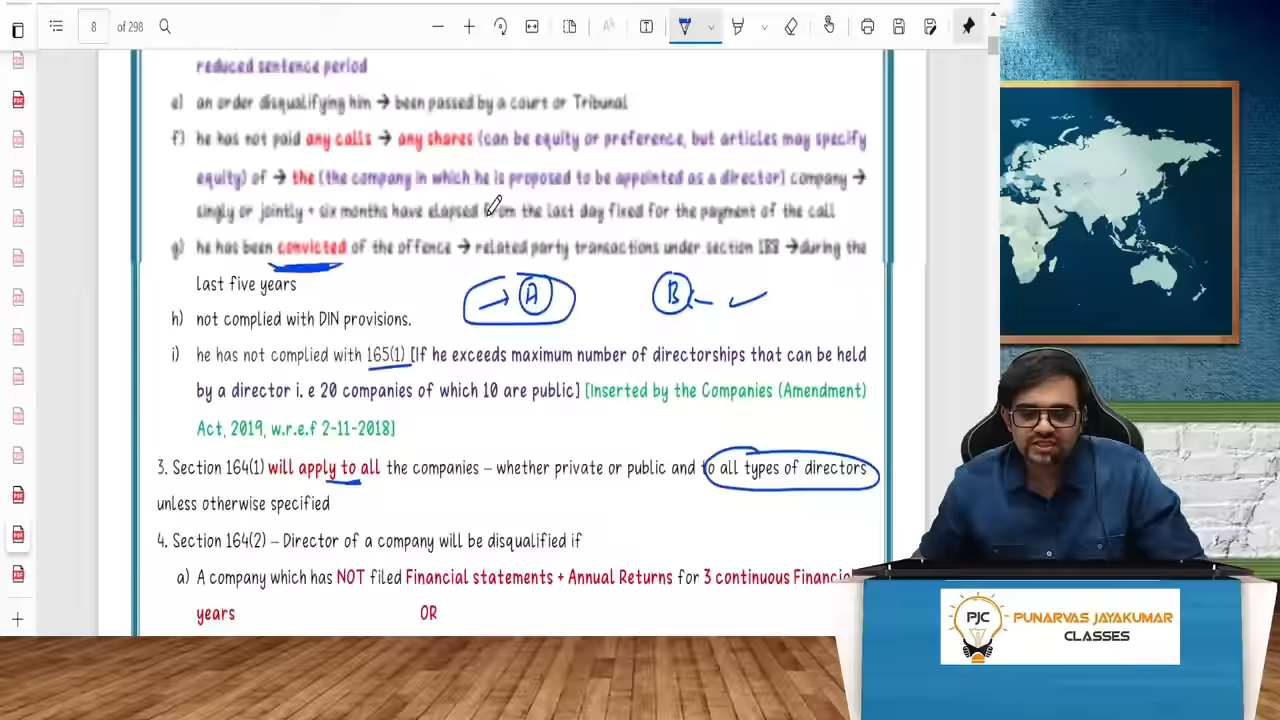 8 of 298
reduced sentence period
e) an order disqualifying him → been passed by a court or Tribunal
f) he has not paid any calls → any shares (can be equity or preference, but articles may specify
equity) of → the (the company in which he is proposed to be appointed as a director) company →
singly or jointly + six months have elapsed from the last day fixed for the payment of the call
g) he has been convicted of the offence → related party transactions under section 188 →during the
last five years
→ A B
h) not complied with DIN provisions.
i) he has not complied with 165(1) [If he exceeds maximum number of directorships that can be held
by a director i. e 20 companies of which 10 are public] [Inserted by the Companies (Amendment)
Act, 2019, w.r.e.f 2-11-2018]
3. Section 164(1) will apply to all the companies – whether private or public and to all types of directors
unless otherwise specified
4. Section 164(2) – Director of a company will be disqualified if
a) A company which has NOT filed Financial statements + Annual Returns for 3 continuous Financial
years OR
PJC PUNARVAS JAYAKUMAR
CLASSES